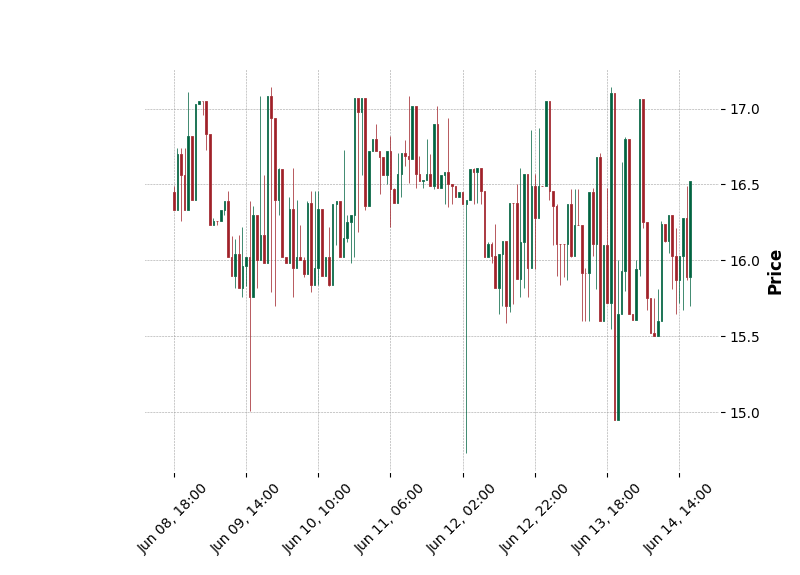 17.0
16.5
16.0
15.5
15.0
Price
Jun 08, 18:00
Jun 09, 14:00
Jun 10, 10:00
Jun 11, 06:00
Jun 12, 02:00
Jun 12, 22:00
Jun 13, 18:00
Jun 14, 14:00